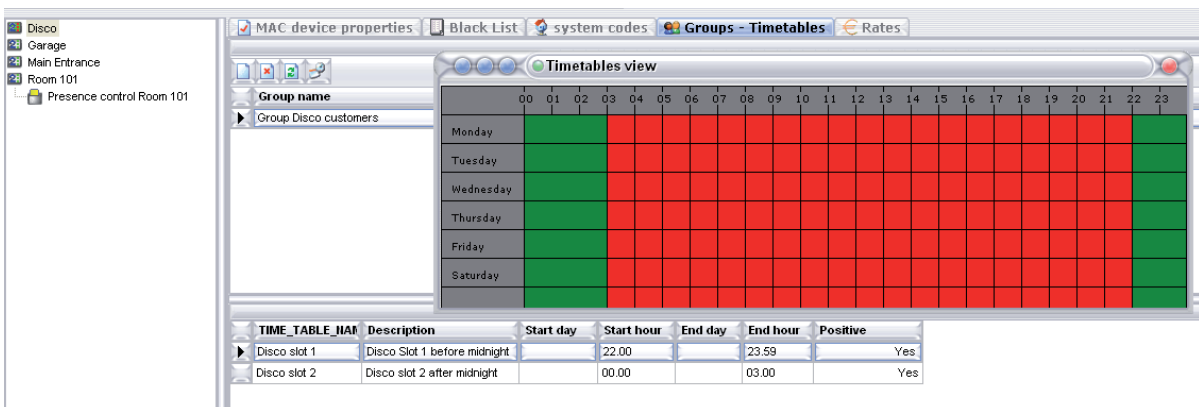 Disco
Garage
Main Entrance
Room 101
Presence control Room 101
MAC device properties Black List system codes Groups - Timetables Rates
Timetables view
Group name
Group Disco customers
00 01 02 03 04 05 06 07 08 09 10 11 12 13 14 15 16 17 18 19 20 21 22 23
Monday
Tuesday
Wednesday
Thursday
Friday
Saturday
TIME_TABLE_NAM Description Start day Start hour End day End hour Positive
Disco slot 1 Disco Slot 1 before midnight 22.00 23.59 Yes
Disco slot 2 Disco slot 2 after midnight 00.00 03.00 Yes